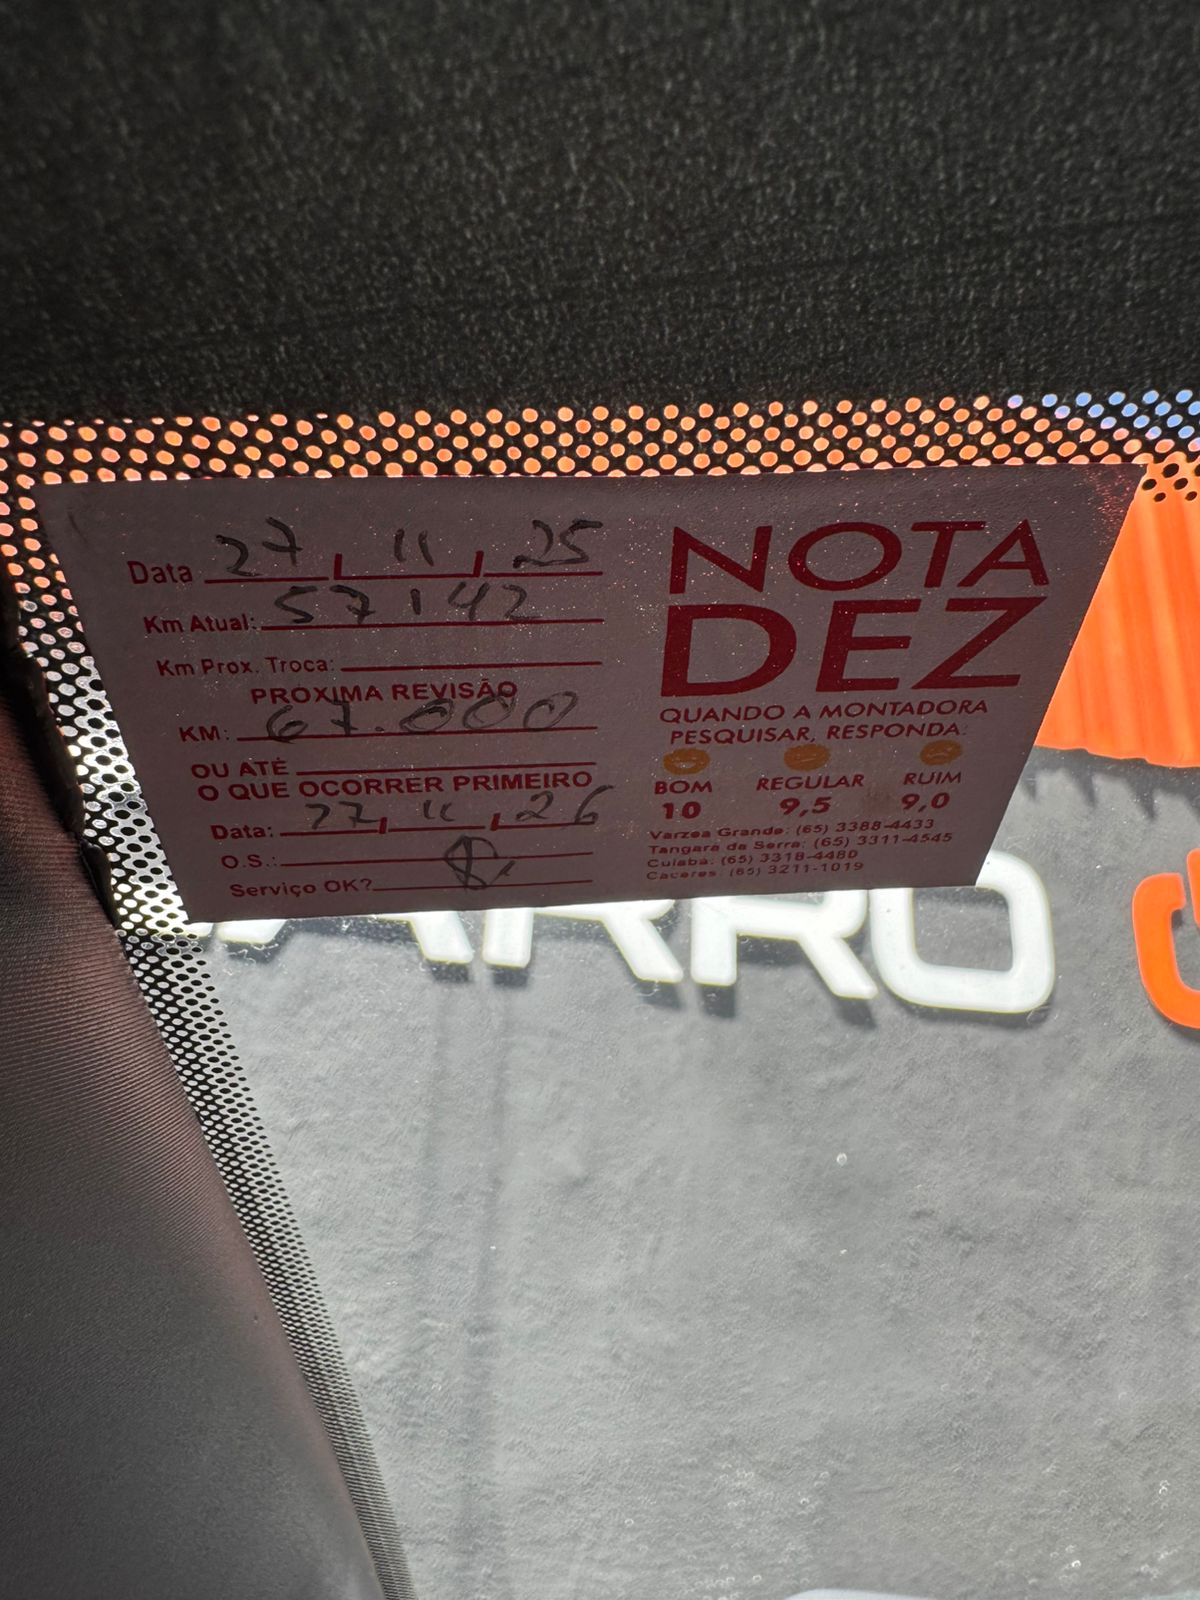 Data 27 / 11 / 25
Km Atual: 57142
Km Prox. Troca:
PRÓXIMA REVISÃO
KM: 67.000
OU ATÉ
O QUE OCORRER PRIMEIRO
Data: 27 / 11 / 26
O.S.:
Serviço OK?
NOTA
DEZ
QUANDO A MONTADORA
PESQUISAR, RESPONDA:
BOM REGULAR RUIM
10 9,5 9,0
Varzea Grande: (65) 3388-4433
Tangará da Serra: (65) 3311-4545
Cuiabá: (65) 3318-4480
Cáceres: (65) 3211-1019
ARRO